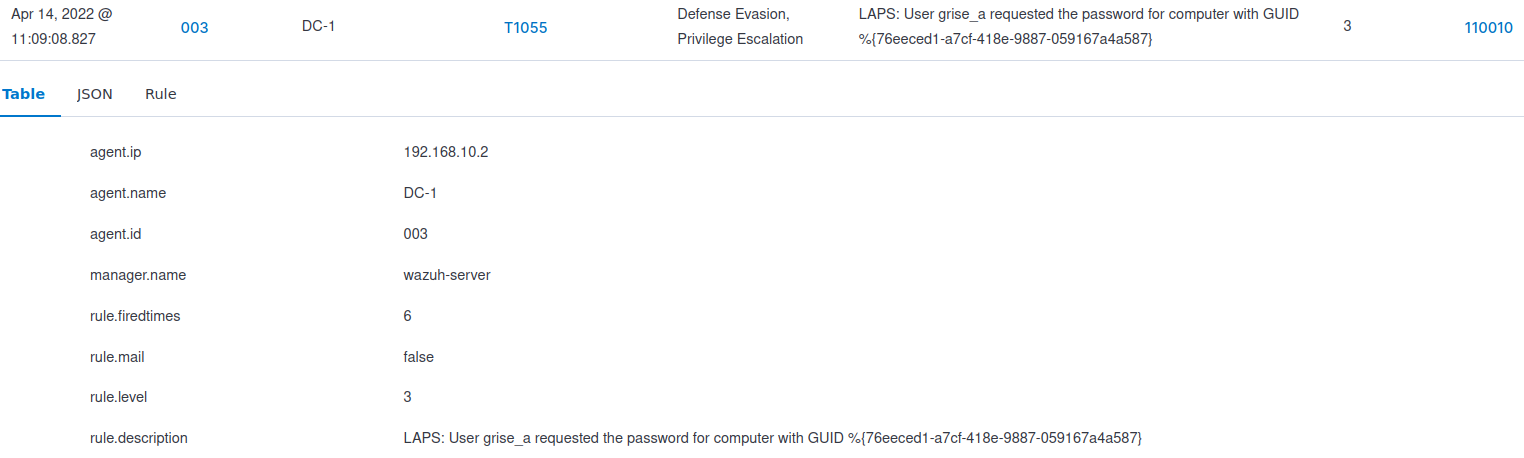 Apr 14, 2022 @ 11:09:08.827 003 DC-1 T1055 Defense Evasion, Privilege Escalation LAPS: User grise_a requested the password for computer with GUID %{76eeced1-a7cf-418e-9887-059167a4a587} 3 110010
Table JSON Rule
agent.ip 192.168.10.2
agent.name DC-1
agent.id 003
manager.name wazuh-server
rule.firedtimes 6
rule.mail false
rule.level 3
rule.description LAPS: User grise_a requested the password for computer with GUID %{76eeced1-a7cf-418e-9887-059167a4a587}